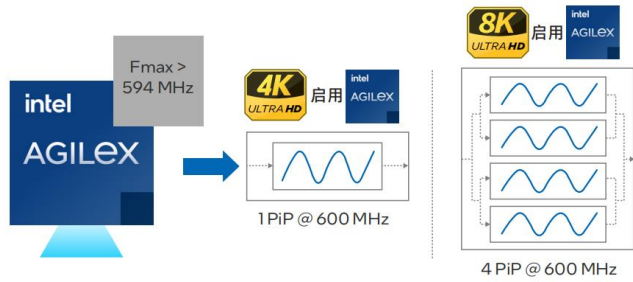 Fmax >
594 MHz
intel
AGILEX
4K
ULTRA HD
启用
intel
AGILEX
1 PiP @ 600 MHz
8K
ULTRA HD
启用
intel
AGILEX
4 PiP @ 600 MHz